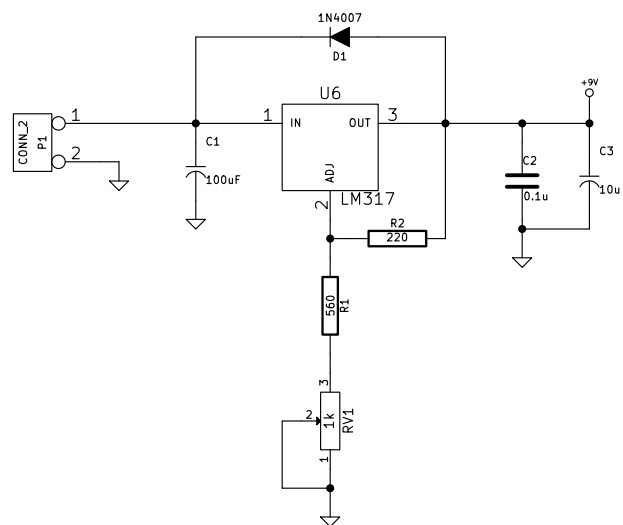 1N4007
D1
+9V
U6
1
IN
OUT
3
CONN_2
P1
1
2
C1
100uF
ADJ
2
LM317
C2
0.1u
C3
10u
R2
220
560
R1
3
2
1k
RV1
1